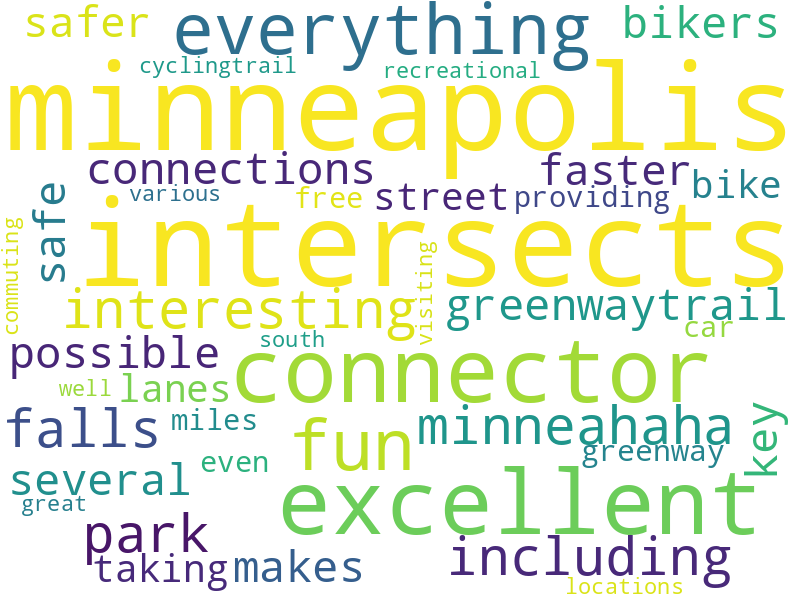 safer everything bikers
cyclingtrail recreational
minneapolis
connections faster
safe various free street providing bike
commuting intersects visiting
interesting greenwaytrail
possible south car
connector
well lanes
falls miles fun minneahaha key
several even greenway
great excellent
park
taking makes including
locations